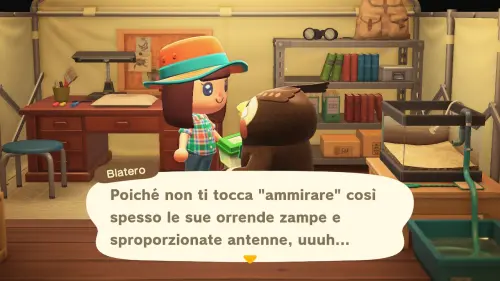 Blatero
Poiché non ti tocca "ammirare" così
spesso le sue orrende zampe e
sproporzionate antenne, uuuh...